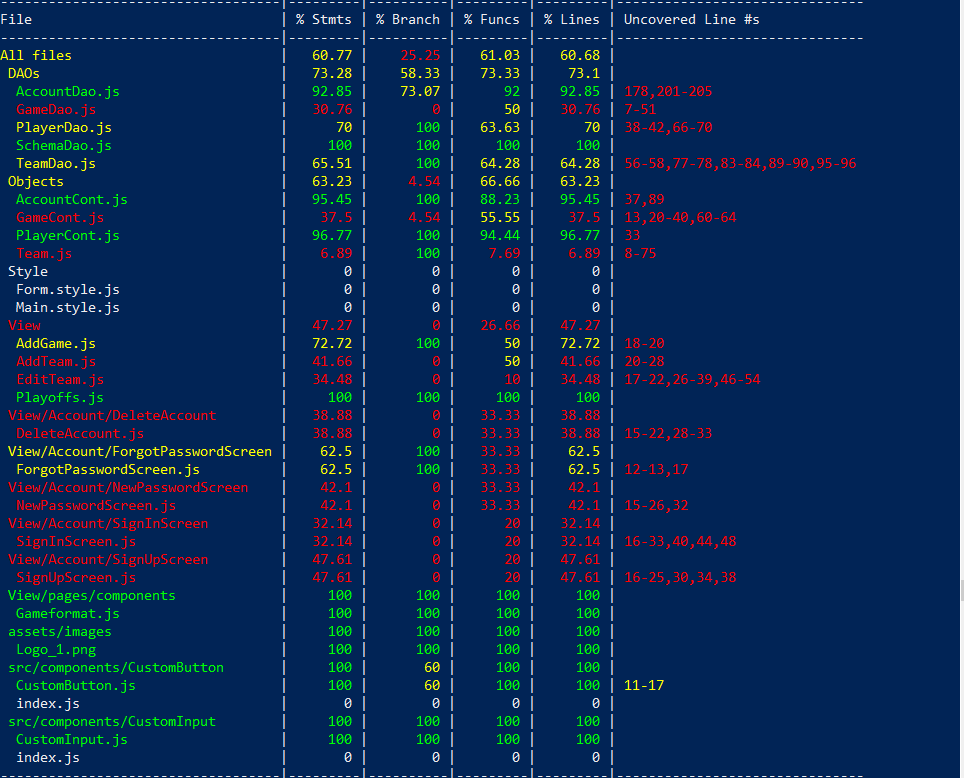 File | % Stmts | % Branch | % Funcs | % Lines | Uncovered Line #s
All files | 60.77 | 25.25 | 61.03 | 60.68 |
DAOs | 73.28 | 58.33 | 73.33 | 73.1 |
AccountDao.js | 92.85 | 73.07 | 92 | 92.85 | 178,201-205
GameDao.js | 30.76 | 0 | 50 | 30.76 | 7-51
PlayerDao.js | 70 | 100 | 63.63 | 70 | 38-42,66-70
SchemaDao.js | 100 | 100 | 100 | 100 |
TeamDao.js | 65.51 | 100 | 64.28 | 64.28 | 56-58,77-78,83-84,89-90,95-96
Objects | 63.23 | 4.54 | 66.66 | 63.23 |
AccountCont.js | 95.45 | 100 | 88.23 | 95.45 | 37,89
GameCont.js | 37.5 | 4.54 | 55.55 | 37.5 | 13,20-40,60-64
PlayerCont.js | 96.77 | 100 | 94.44 | 96.77 | 33
Team.js | 6.89 | 100 | 7.69 | 6.89 | 8-75
Style | 0 | 0 | 0 | 0 |
Form.style.js | 0 | 0 | 0 | 0 |
Main.style.js | 0 | 0 | 0 | 0 |
View | 47.27 | 0 | 26.66 | 47.27 |
AddGame.js | 72.72 | 100 | 50 | 72.72 | 18-20
AddTeam.js | 41.66 | 0 | 50 | 41.66 | 20-28
EditTeam.js | 34.48 | 0 | 10 | 34.48 | 17-22,26-39,46-54
Playoffs.js | 100 | 100 | 100 | 100 |
View/Account/DeleteAccount | 38.88 | 0 | 33.33 | 38.88 |
DeleteAccount.js | 38.88 | 0 | 33.33 | 38.88 | 15-22,28-33
View/Account/ForgotPasswordScreen | 62.5 | 100 | 33.33 | 62.5 |
ForgotPasswordScreen.js | 62.5 | 100 | 33.33 | 62.5 | 12-13,17
View/Account/NewPasswordScreen | 42.1 | 0 | 33.33 | 42.1 |
NewPasswordScreen.js | 42.1 | 0 | 33.33 | 42.1 | 15-26,32
View/Account/SignInScreen | 32.14 | 0 | 20 | 32.14 |
SignInScreen.js | 32.14 | 0 | 20 | 32.14 | 16-33,40,44,48
View/Account/SignUpScreen | 47.61 | 0 | 20 | 47.61 |
SignUpScreen.js | 47.61 | 0 | 20 | 47.61 | 16-25,30,34,38
View/pages/components | 100 | 100 | 100 | 100 |
Gameformat.js | 100 | 100 | 100 | 100 |
assets/images | 100 | 100 | 100 | 100 |
Logo_1.png | 100 | 100 | 100 | 100 |
src/components/CustomButton | 100 | 60 | 100 | 100 |
CustomButton.js | 100 | 60 | 100 | 100 | 11-17
index.js | 0 | 0 | 0 | 0 |
src/components/CustomInput | 100 | 100 | 100 | 100 |
CustomInput.js | 100 | 100 | 100 | 100 |
index.js | 0 | 0 | 0 | 0 |